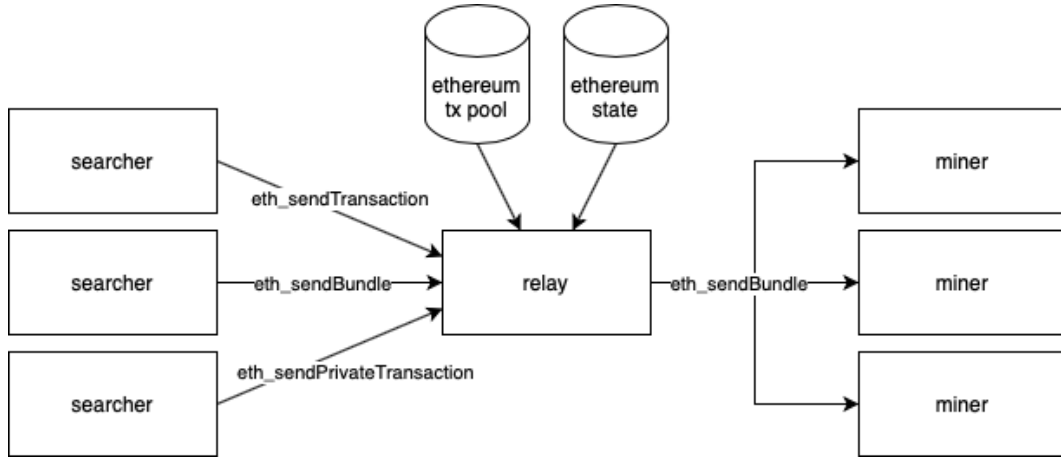 ethereum
tx pool
ethereum
state
searcher
eth_sendTransaction
miner
searcher
eth_sendBundle
relay
eth_sendBundle
miner
searcher
eth_sendPrivateTransaction
miner